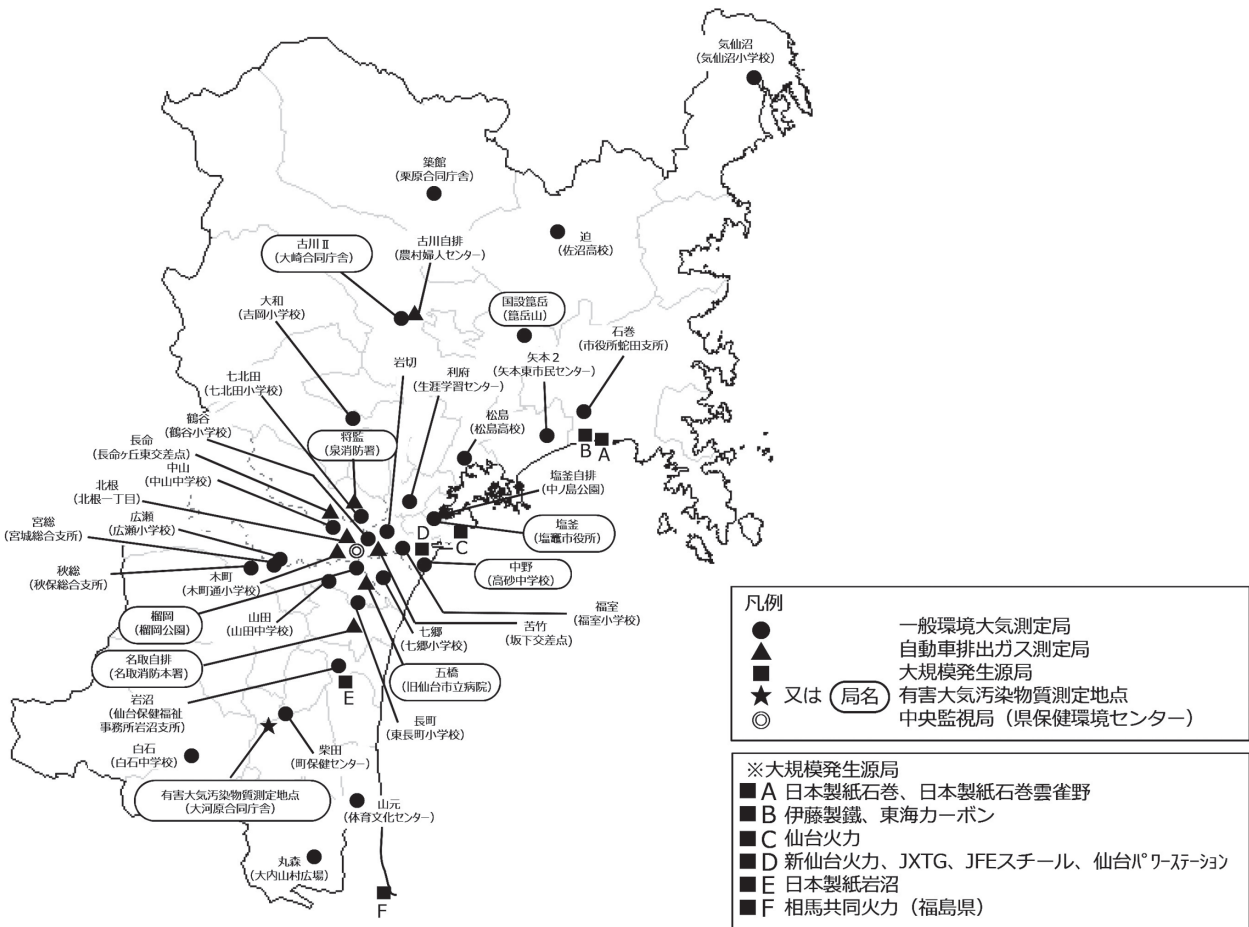 気仙沼
(気仙沼小学校)
築館
(栗原合同庁舎)
迫
(佐沼高校)
古川Ⅱ
(大崎合同庁舎)
古川自排
(農村婦人センター)
大和
(吉岡小学校)
国設箆岳
(箆岳山)
石巻
(市役所蛇田支所)
岩切
矢本2
(矢本東市民センター)
利府
(生涯学習センター)
七北田
(七北田小学校)
松島
(松島高校)
鶴谷
(鶴谷小学校)
将監
(泉消防署)
長命
(長命ヶ丘東交差点)
中山
(中山中学校)
塩釜自排
(中ノ島公園)
北根
(北根一丁目)
塩釜
(塩竈市役所)
宮総
(宮城総合支所)
広瀬
(広瀬小学校)
中野
(高砂中学校)
秋総
(秋保総合支所)
木町
(木町通小学校)
福室
(福室小学校)
榴岡
(榴岡公園)
山田
(山田中学校)
七郷
(七郷小学校)
苦竹
(坂下交差点)
名取自排
(名取消防本署)
五橋
(旧仙台市立病院)
岩沼
(仙台保健福祉
事務所岩沼支所)
長町
(東長町小学校)
白石
(白石中学校)
柴田
(町保健センター)
有害大気汚染物質測定地点
(大河原合同庁舎)
山元
(体育文化センター)
丸森
(大内山村広場)
A
B
C
D
E
F
凡例
一般環境大気測定局
自動車排出ガス測定局
大規模発生源局
又は 局名 有害大気汚染物質測定地点
中央監視局(県保健環境センター)
※大規模発生源局
A 日本製紙石巻、日本製紙石巻雲雀野
B 伊藤製鐵、東海カーボン
C 仙台火力
D 新仙台火力、JXTG、JFEスチール、仙台パワーステーション
E 日本製紙岩沼
F 相馬共同火力(福島県)